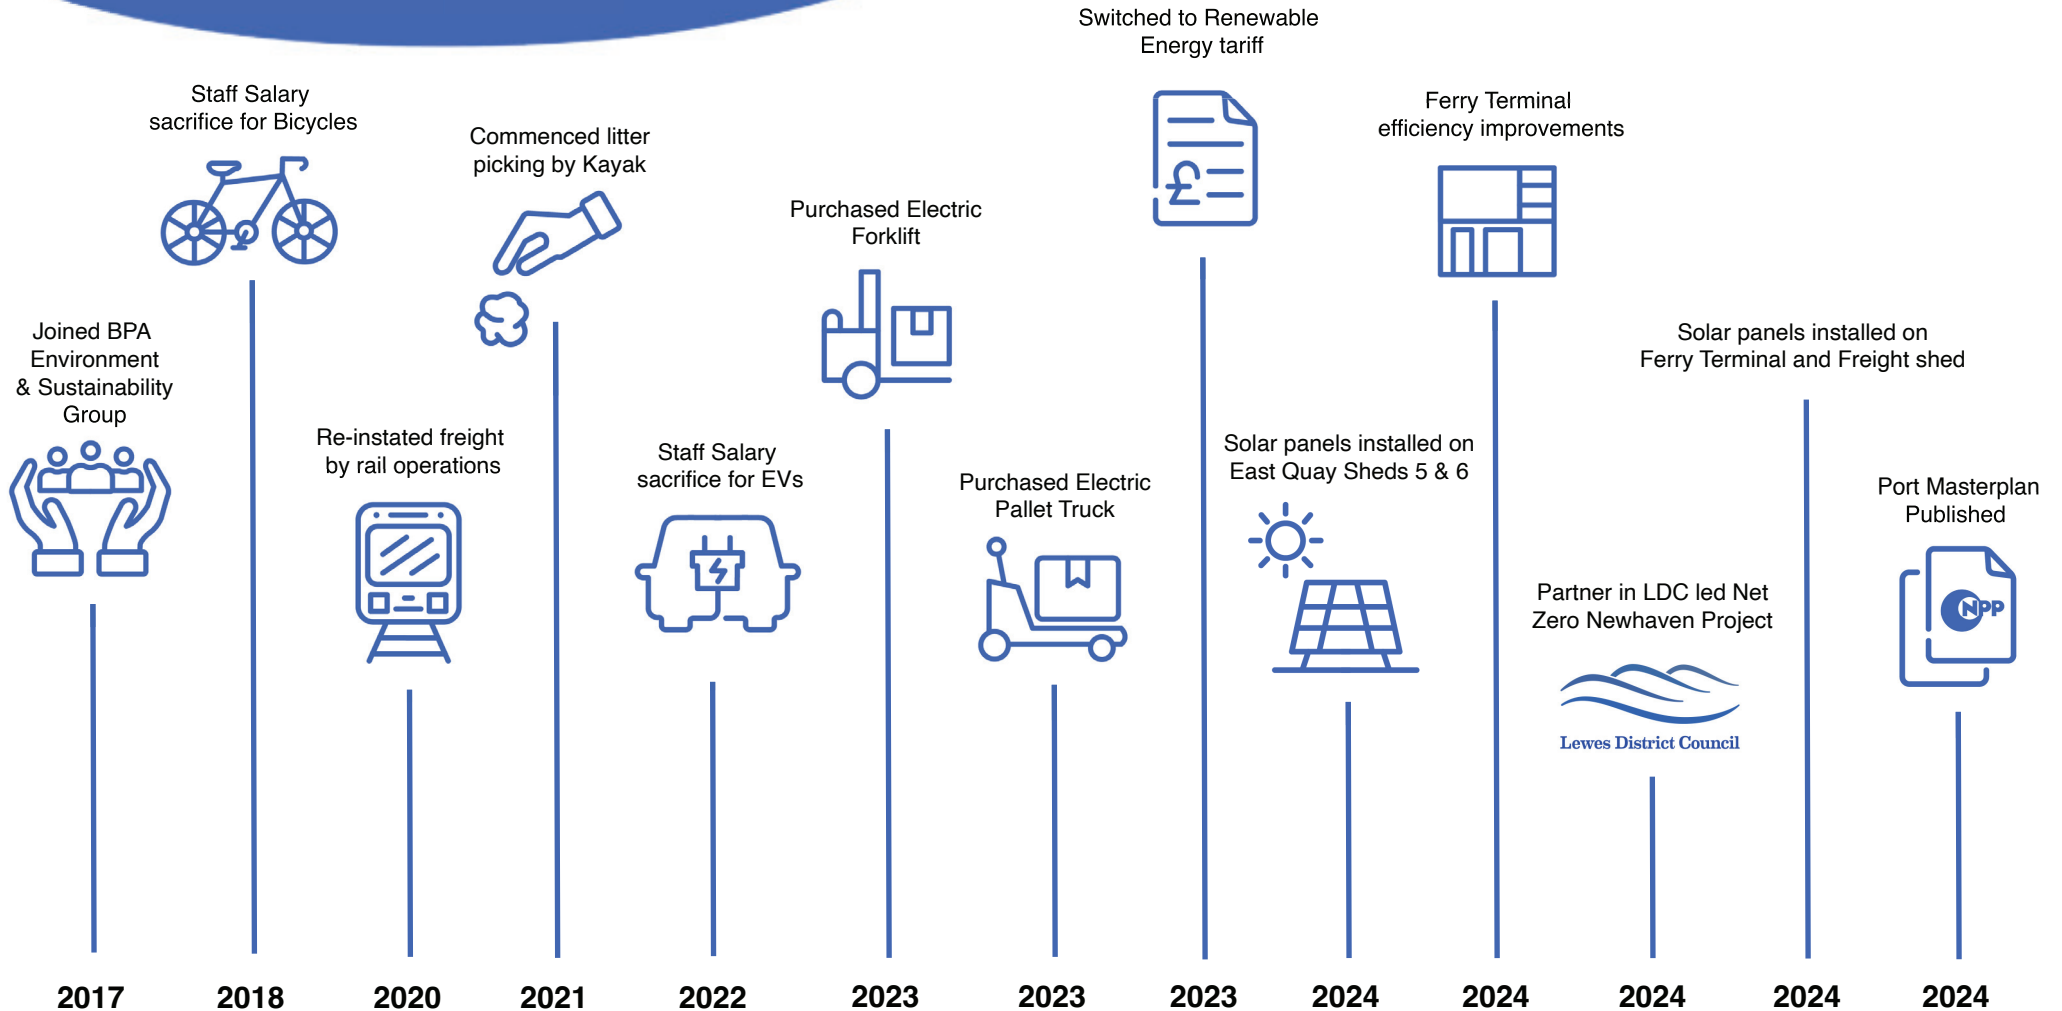 Switched to Renewable
Energy tariff
Staff Salary
sacrifice for Bicycles
Ferry Terminal
efficiency improvements
Commenced litter
picking by Kayak
Purchased Electric
Forklift
£
Joined BPA
Environment
& Sustainability
Group
Solar panels installed on
Ferry Terminal and Freight shed
Re-instated freight
by rail operations
Staff Salary
sacrifice for EVs
Solar panels installed on
East Quay Sheds 5 & 6
Purchased Electric
Pallet Truck
Port Masterplan
Published
Partner in LDC led Net
Zero Newhaven Project
NPP
Lewes District Council
2017
2018
2020
2021
2022
2023
2023
2023
2024
2024
2024
2024
2024